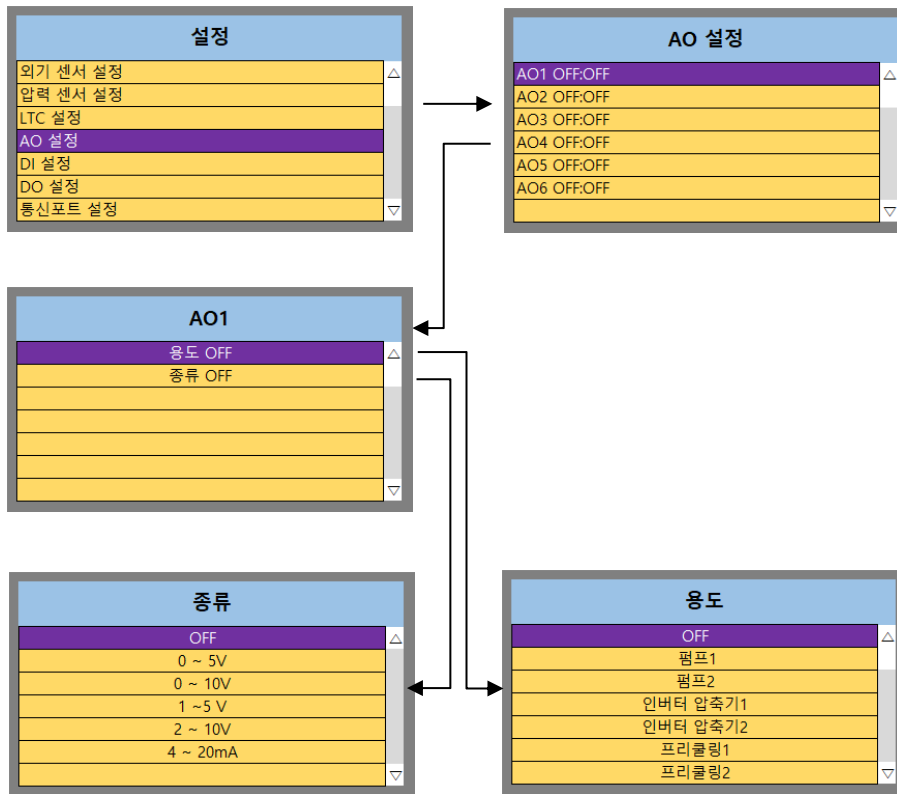 설정
외기 센서 설정
압력 센서 설정
LTC 설정
AO 설정
DI 설정
DO 설정
통신포트 설정
AO 설정
AO1 OFF:OFF
AO2 OFF:OFF
AO3 OFF:OFF
AO4 OFF:OFF
AO5 OFF:OFF
AO6 OFF:OFF
AO1
용도 OFF
종류 OFF
종류
OFF
0 ~ 5V
0 ~ 10V
1 ~5 V
2 ~ 10V
4 ~ 20mA
용도
OFF
펌프1
펌프2
인버터 압축기1
인버터 압축기2
프리쿨링1
프리쿨링2